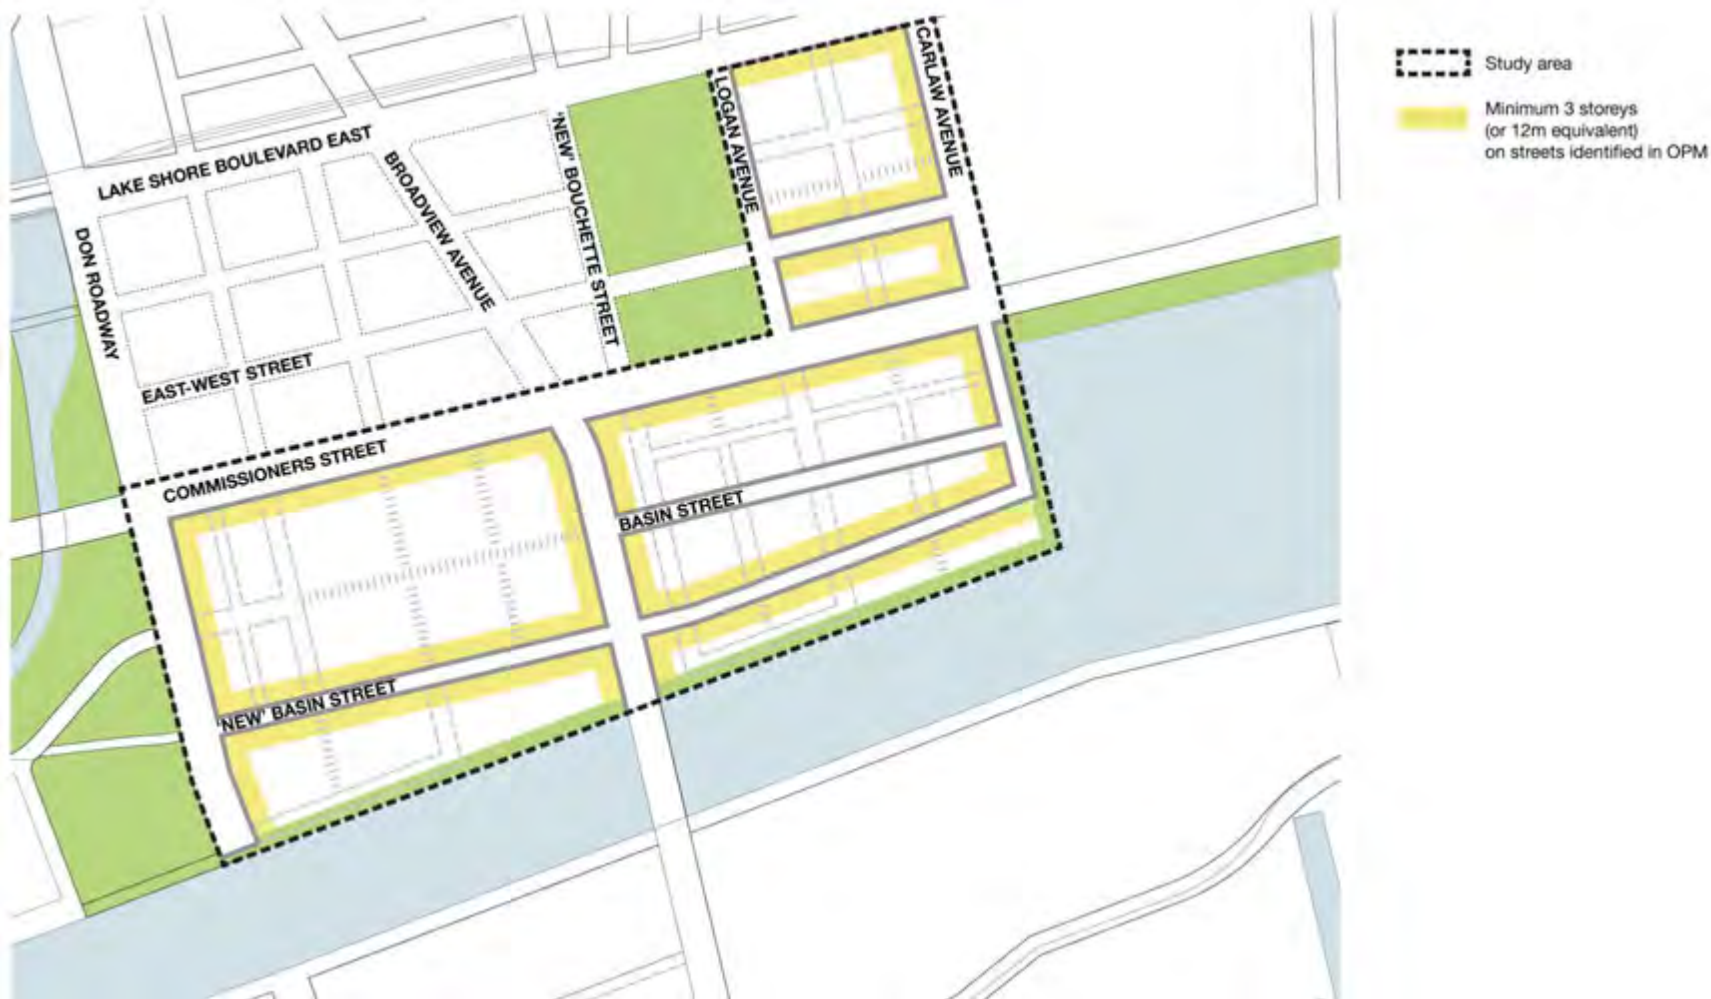 Study area
Minimum 3 storeys
(or 12m equivalent)
on streets identified in OPM
CARLAW AVENUE
LOGAN AVENUE
'NEW' BOUCHETTE STREET
LAKE SHORE BOULEVARD EAST
BROADVIEW AVENUE
DON ROADWAY
EAST-WEST STREET
COMMISSIONERS STREET
BASIN STREET
'NEW' BASIN STREET